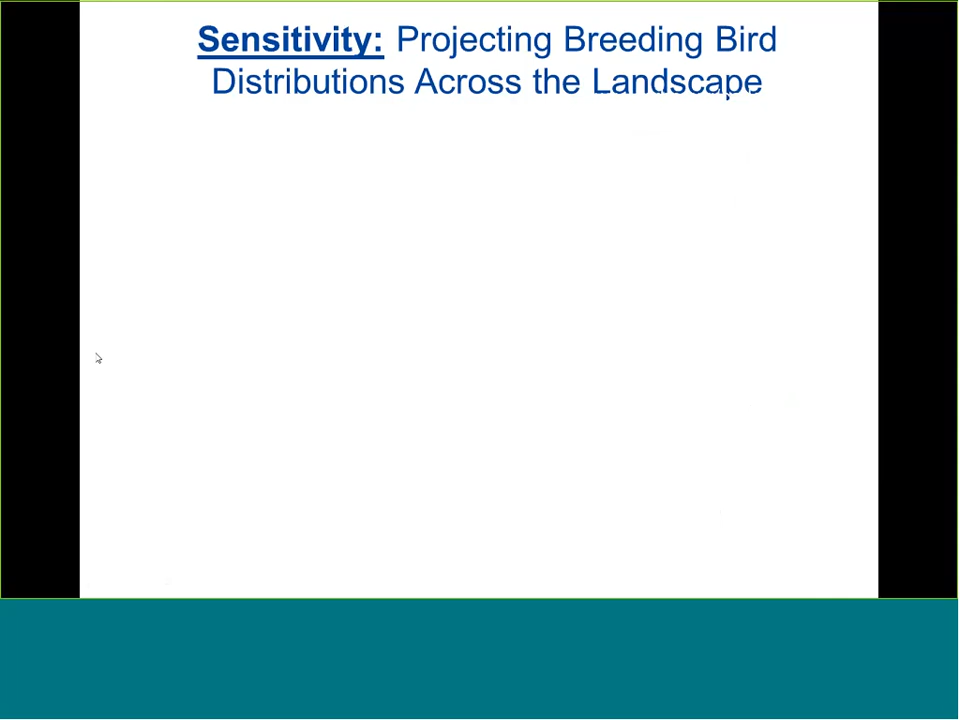 Sensitivity: Projecting Breeding Bird
Distributions Across the Landscape